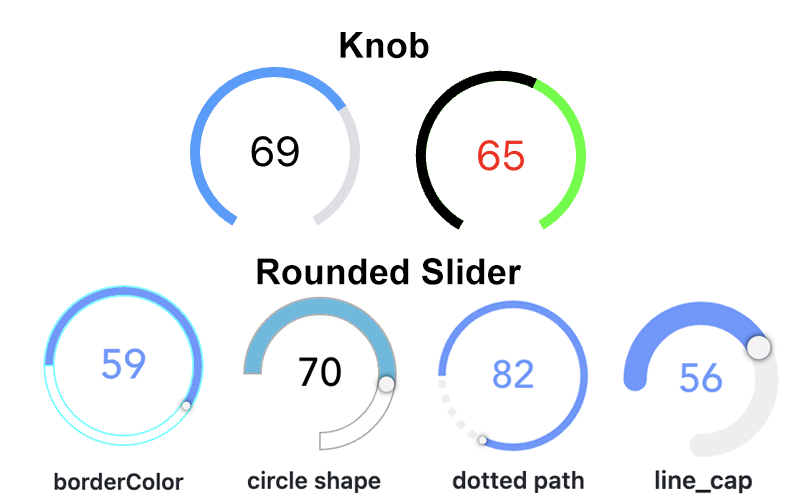 Knob
69 65
Rounded Slider
59 70 82 56
borderColor circle shape dotted path line_cap